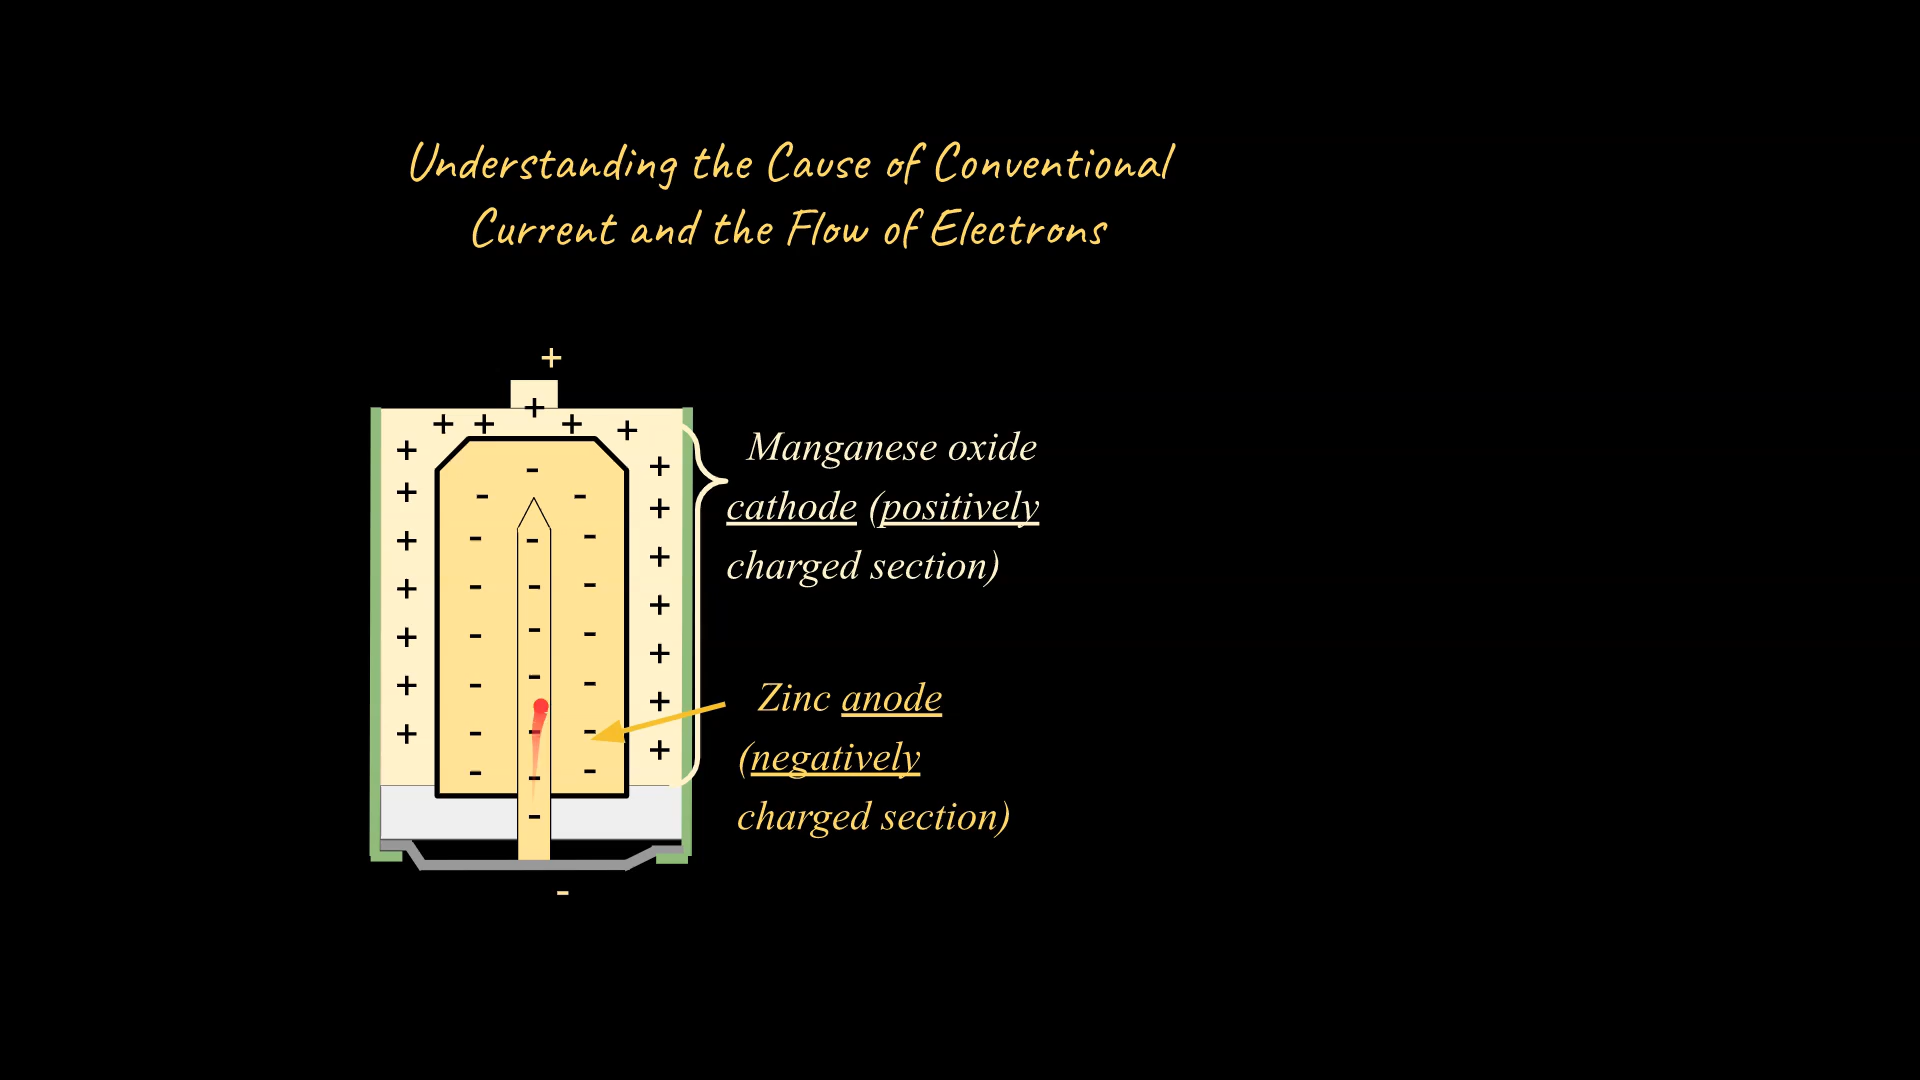 Understanding the Cause of Conventional
Current and the Flow of Electrons
+
+
+ + + +
+ + + + + + +
+ + + + + + +
- - - - - - - - - - - - - - - - - - - - - - -
Manganese oxide
cathode (positively
charged section)
Zinc anode
(negatively
charged section)
-